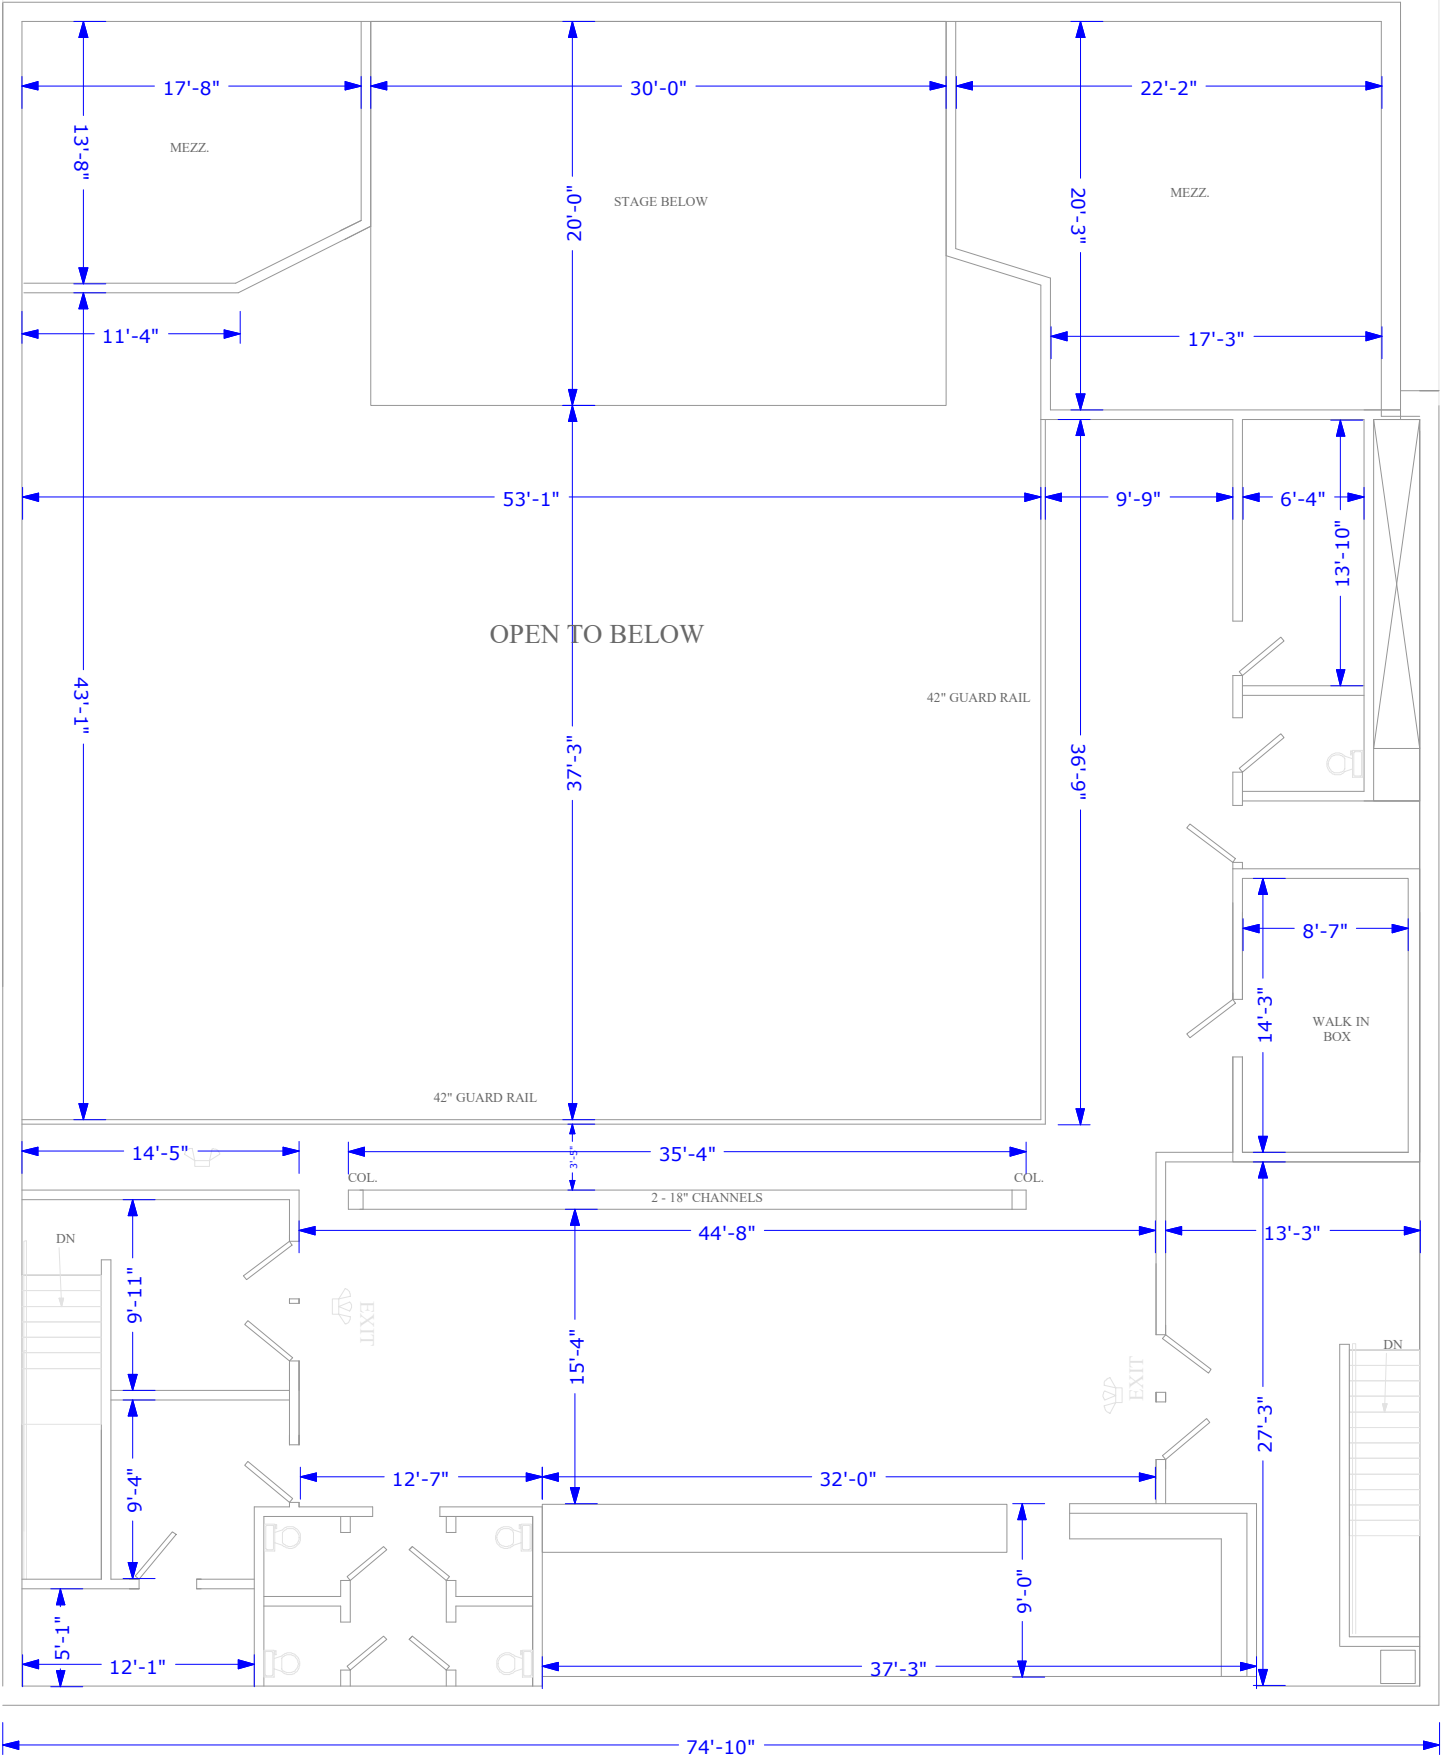 17'-8"
30'-0"
22'-2"
13'-8"
MEZZ.
STAGE BELOW
20'-0"
MEZZ.
20'-3"
11'-4"
17'-3"
53'-1"
9'-9"
6'-4"
13'-10"
OPEN TO BELOW
43'-1"
42" GUARD RAIL
37'-3"
36'-9"
8'-7"
14'-3"
WALK IN
BOX
42" GUARD RAIL
14'-5"
3'-5"
35'-4"
COL.
COL.
2 - 18" CHANNELS
44'-8"
13'-3"
DN
9'-11"
EXIT
15'-4"
EXIT
DN
27'-3"
12'-7"
32'-0"
9'-4"
9'-0"
5'-1"
12'-1"
37'-3"
74'-10"